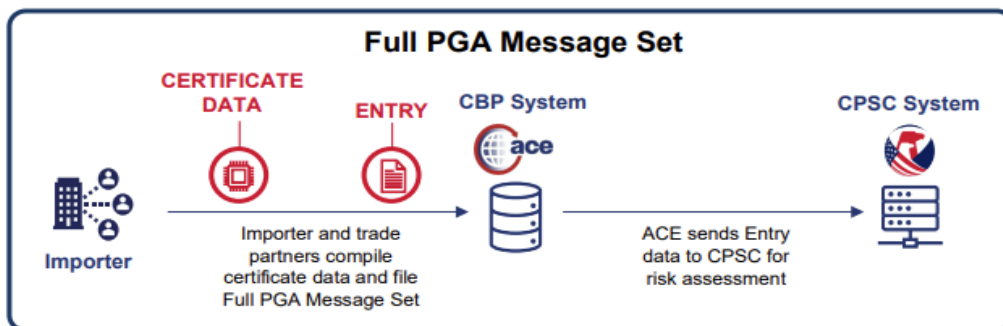 Full PGA Message Set
CERTIFICATE
DATA
ENTRY
CBP System
ace
CPSC System
Importer
Importer and trade
partners compile
certificate data and file
Full PGA Message Set
ACE sends Entry
data to CPSC for
risk assessment